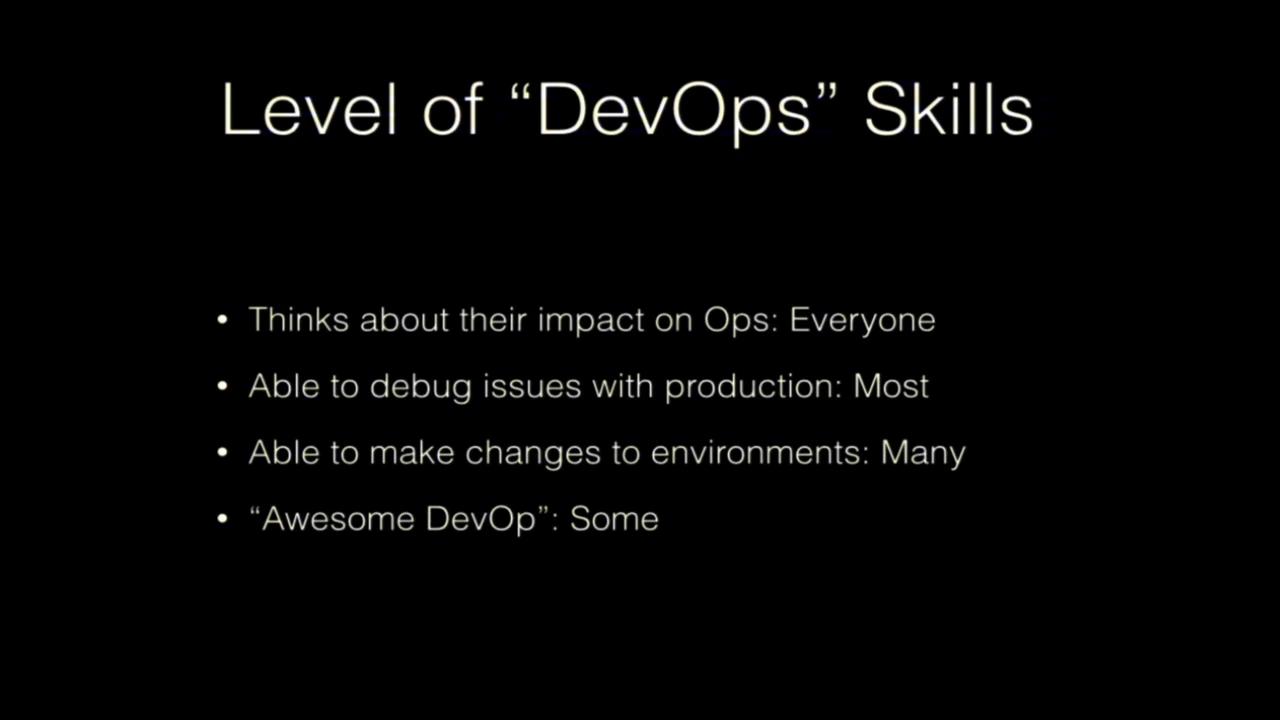 Level of “DevOps” Skills
• Thinks about their impact on Ops: Everyone
• Able to debug issues with production: Most
• Able to make changes to environments: Many
• “Awesome DevOp”: Some